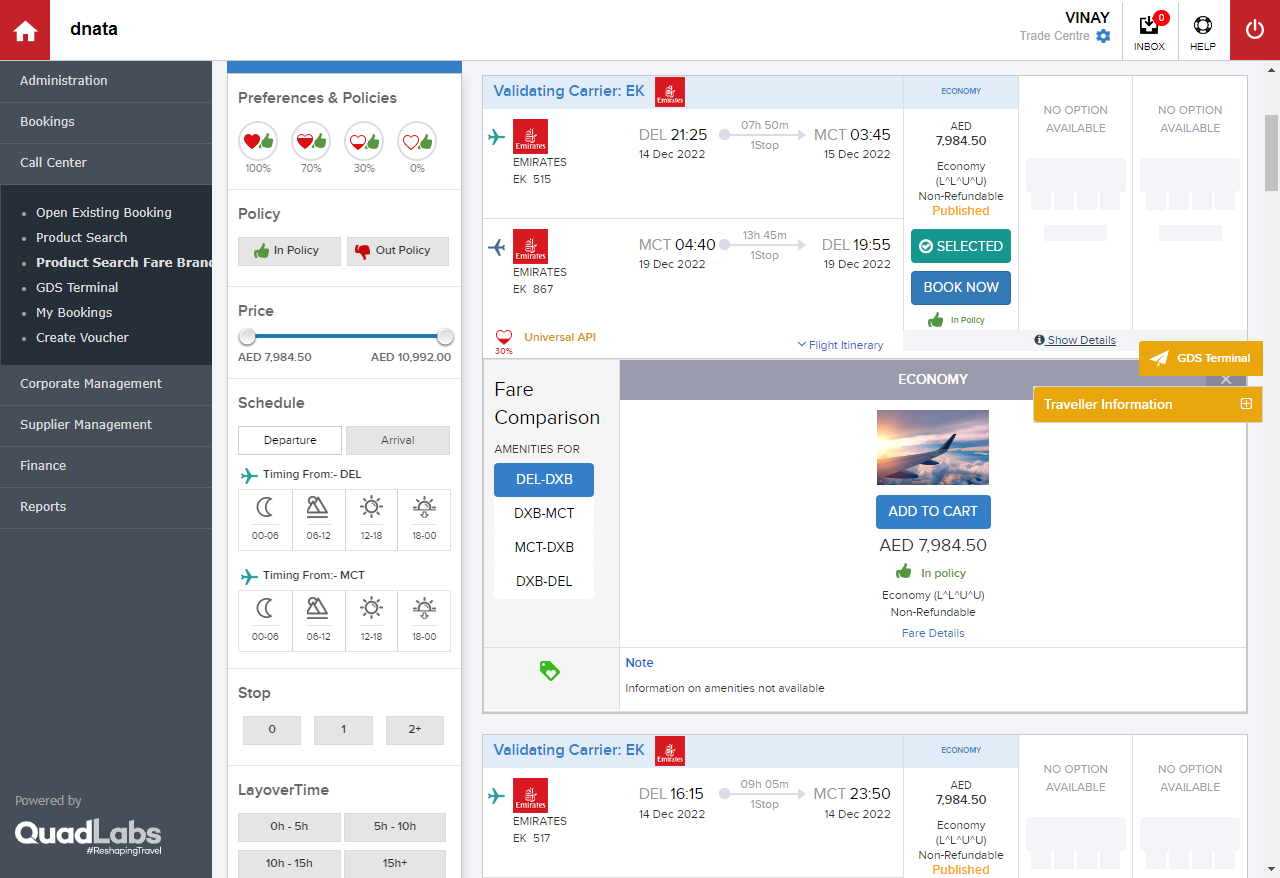 dnata
VINAY
Trade Centre
0
INBOX
HELP
Administration
Bookings
Call Center
Open Existing Booking
Product Search
Product Search Fare Bran
GDS Terminal
My Bookings
Create Voucher
Corporate Management
Supplier Management
Finance
Reports
Powered by
QuadLabs
#ReshapingTravel
Preferences & Policies
100% 70% 30% 0%
Policy
In Policy Out Policy
Price
AED 7,984.50 AED 10,992.00
Schedule
Departure Arrival
Timing From:- DEL
00-06 06-12 12-18 18-00
Timing From:- MCT
00-06 06-12 12-18 18-00
Stop
0 1 2+
LayoverTime
0h - 5h 5h - 10h
10h - 15h 15h+
Validating Carrier: EK Emirates
ECONOMY
Emirates
EMIRATES
EK 515
DEL 21:25
14 Dec 2022
07h 50m
1Stop
MCT 03:45
15 Dec 2022
Emirates
EMIRATES
EK 867
MCT 04:40
19 Dec 2022
13h 45m
1Stop
DEL 19:55
19 Dec 2022
30%
Universal API
Flight Itinerary
AED
7,984.50
Economy
(L^L^U^U)
Non-Refundable
Published
SELECTED
BOOK NOW
In Policy
NO OPTION
AVAILABLE
NO OPTION
AVAILABLE
Show Details
GDS Terminal
Traveller Information
Fare
Comparison
AMENITIES FOR
DEL-DXB
DXB-MCT
MCT-DXB
DXB-DEL
ECONOMY
ADD TO CART
AED 7,984.50
In policy
Economy (L^L^U^U)
Non-Refundable
Fare Details
Note
Information on amenities not available
Validating Carrier: EK Emirates
ECONOMY
Emirates
EMIRATES
EK 517
DEL 16:15
14 Dec 2022
09h 05m
1Stop
MCT 23:50
14 Dec 2022
AED
7,984.50
Economy
(L^L^U^U)
Non-Refundable
Published
NO OPTION
AVAILABLE
NO OPTION
AVAILABLE